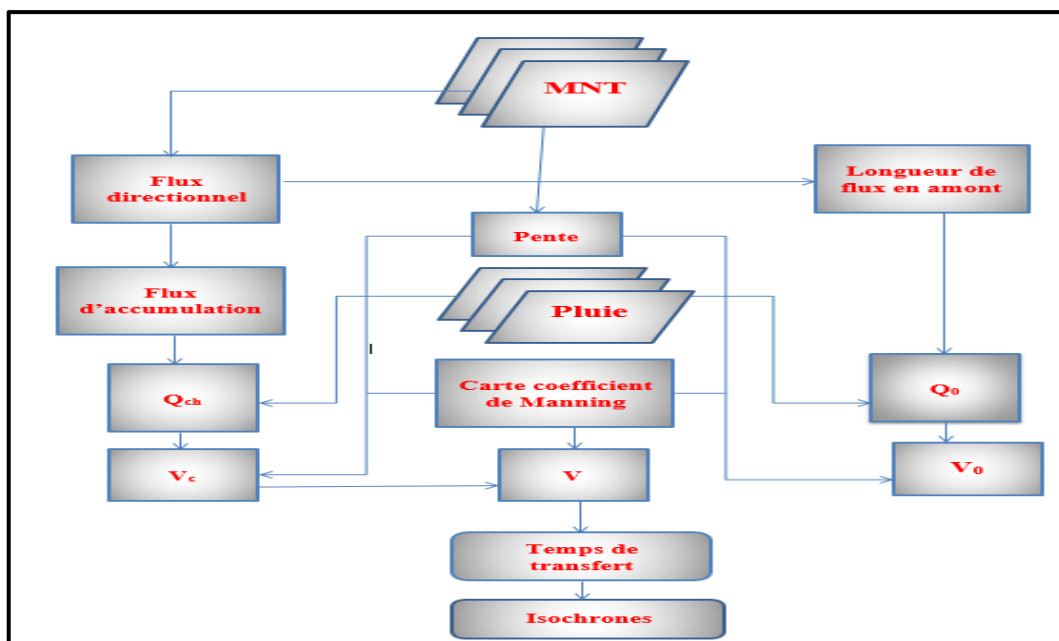 MNT
Flux
directionnel
Longueur de
flux en amont
Pente
Flux
d’accumulation
Pluie
I
Carte coefficient
de Manning
Qch
Q0
Vc
V
V0
Temps de
transfert
Isochrones